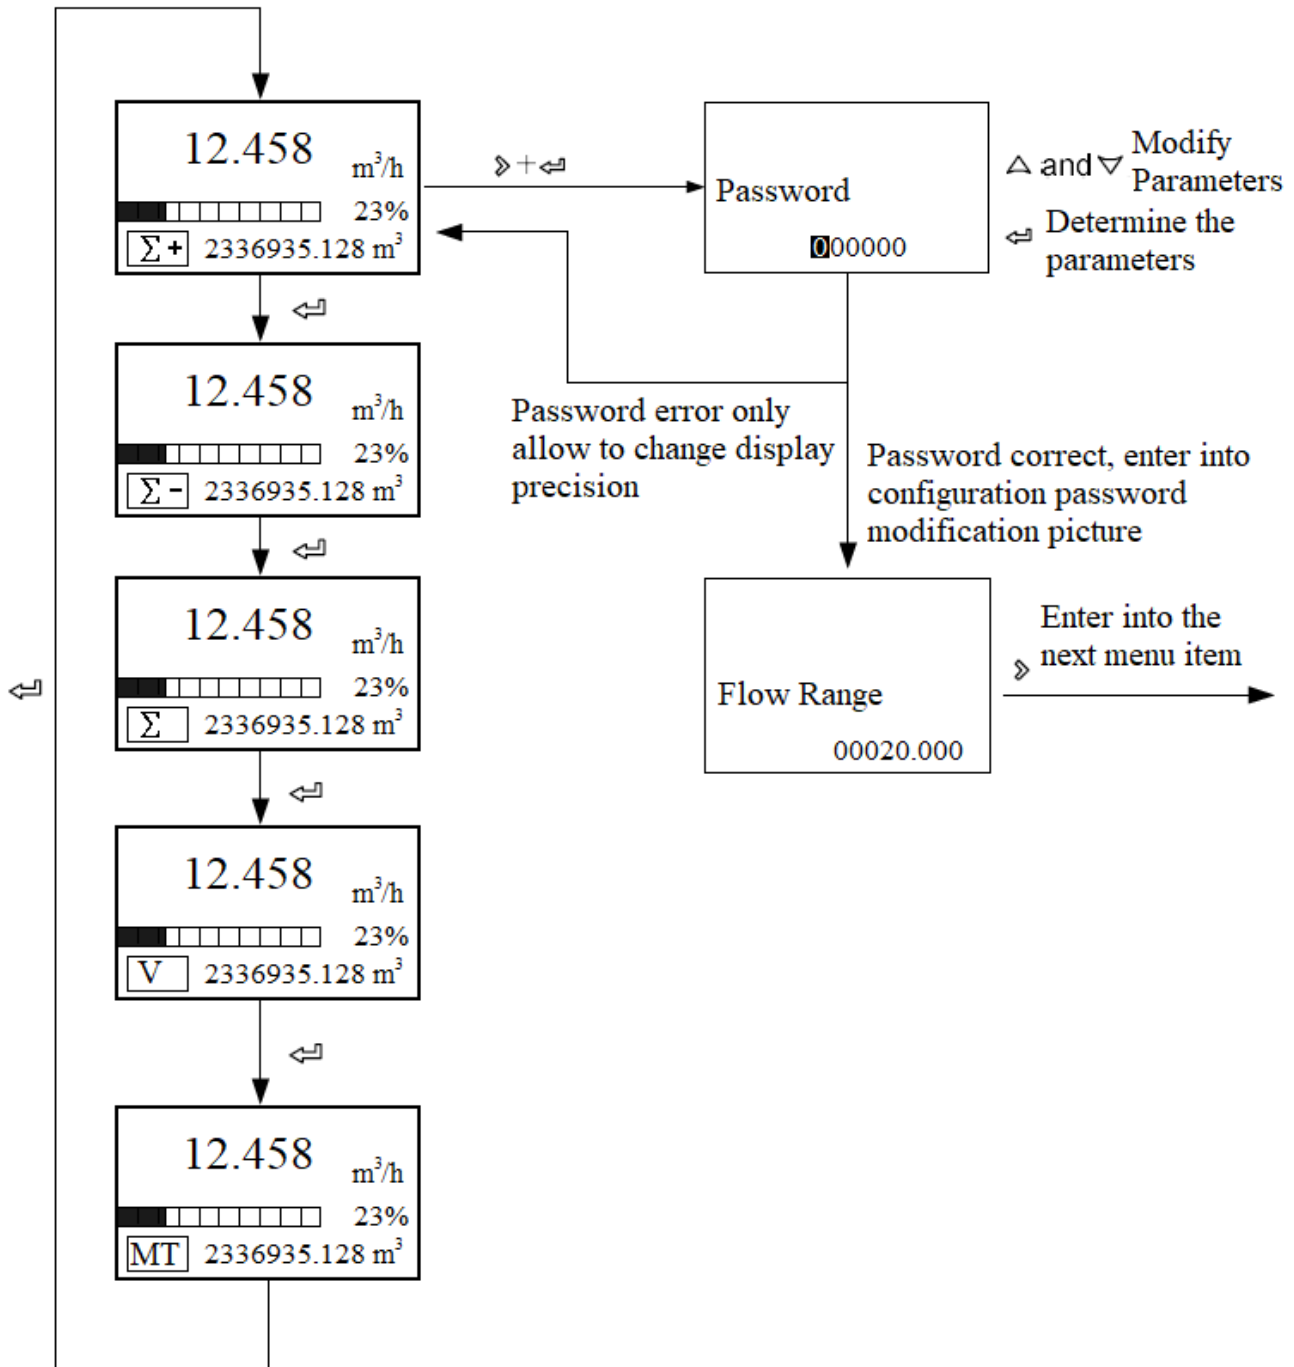 12.458
m³/h
23%
Σ+ 2336935.128 m³
12.458
m³/h
23%
Σ- 2336935.128 m³
12.458
m³/h
23%
Σ 2336935.128 m³
12.458
m³/h
23%
V 2336935.128 m³
12.458
m³/h
23%
MT 2336935.128 m³
+
Password
000000
and
Modify
Parameters
Determine the
parameters
Password error only
allow to change display
precision
Password correct, enter into
configuration password
modification picture
Flow Range
00020.000
Enter into the
next menu item